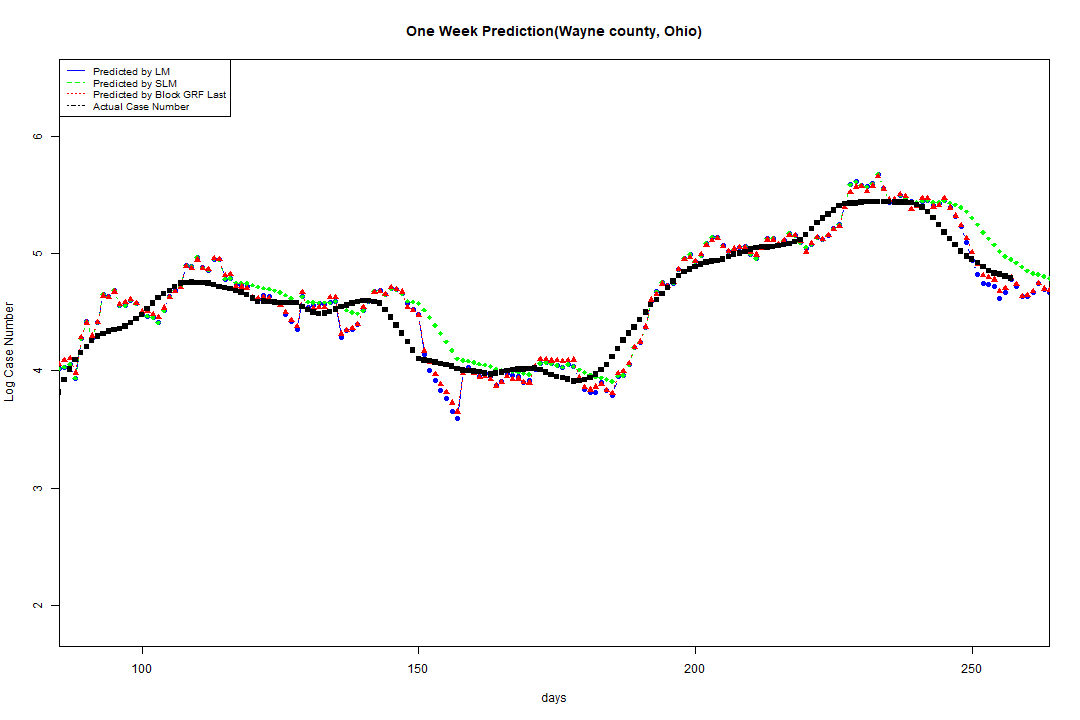 One Week Prediction(Wayne county, Ohio)
Predicted by LM
Predicted by SLM
Predicted by Block GRF Last
Actual Case Number
6
5
4
3
2
Log Case Number
100 150 200 250
days